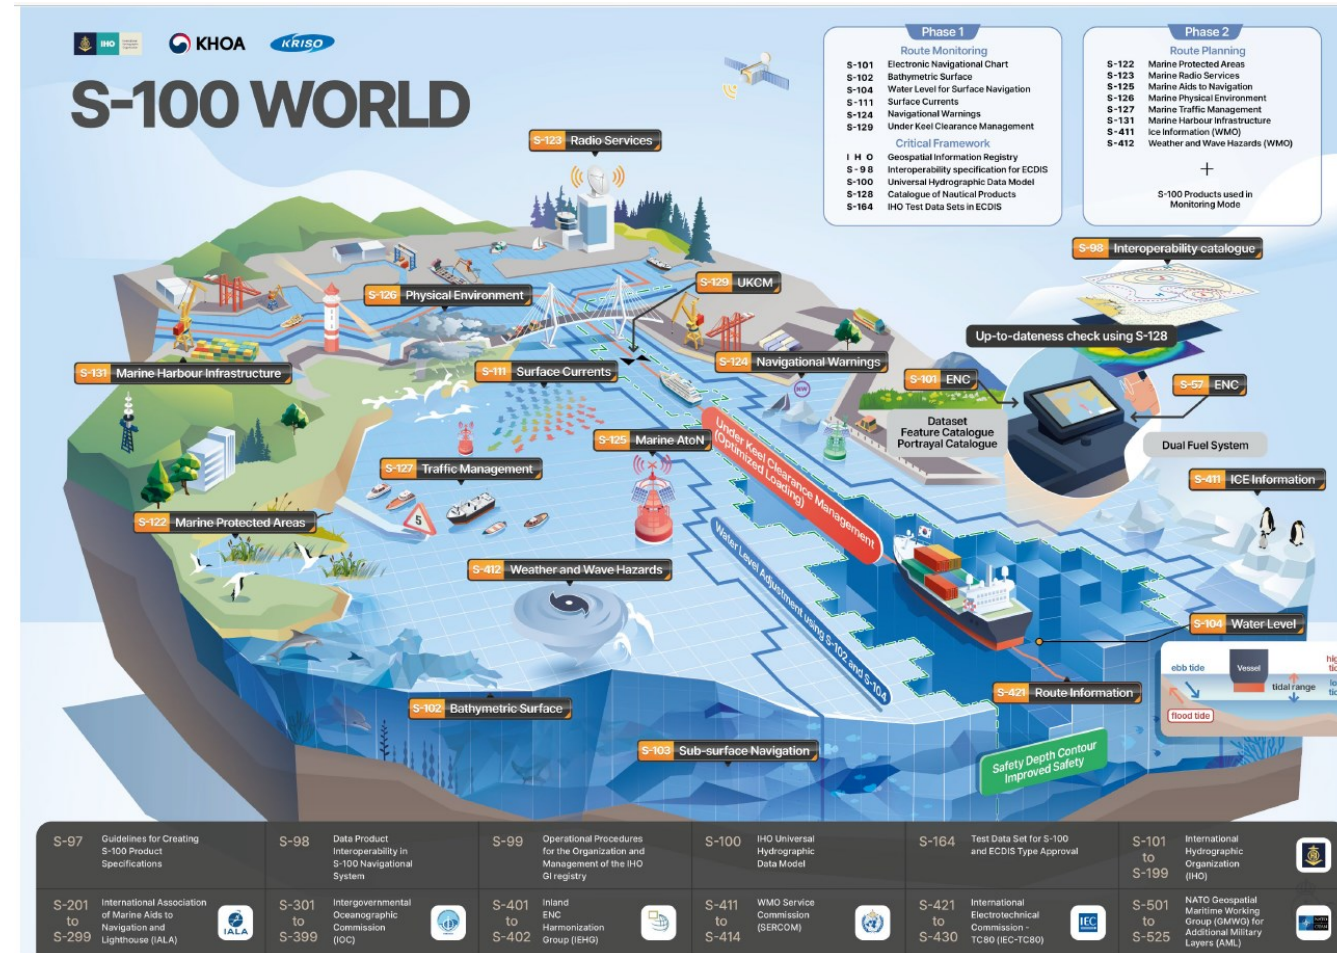 IHO
KHOA
KRISO
S-100 WORLD
Phase 1
Route Monitoring
S-101 Electronic Navigational Chart
S-102 Bathymetric Surface
S-104 Water Level for Surface Navigation
S-111 Surface Currents
S-124 Navigational Warnings
S-129 Under Keel Clearance Management
Critical Framework
I H O Geospatial Information Registry
S-98 Interoperability specification for ECDIS
S-100 Universal Hydrographic Data Model
S-128 Catalogue of Nautical Products
S-164 IHO Test Data Sets in ECDIS
Phase 2
Route Planning
S-122 Marine Protected Areas
S-123 Marine Radio Services
S-125 Marine Aids to Navigation
S-126 Marine Physical Environment
S-127 Marine Traffic Management
S-131 Marine Harbour Infrastructure
S-411 Ice Information (WMO)
S-412 Weather and Wave Hazards (WMO)
+
S-100 Products used in
Monitoring Mode
S-123 Radio Services
S-98 Interoperability catalogue
S-129 UKCM
S-126 Physical Environment
Up-to-dateness check using S-128
S-124 Navigational Warnings
S-131 Marine Harbour Infrastructure
S-111 Surface Currents
S-101 ENC
S-57 ENC
Dataset
Feature Catalogue
Portrayal Catalogue
Dual Fuel System
S-125 Marine AtoN
Under Keel Clearance Management
(Optimized Loading)
S-127 Traffic Management
5
S-411 ICE Information
S-122 Marine Protected Areas
S-412 Weather and Wave Hazards
Water Level Adjustment using S-102 and S-104
S-104 Water Level
ebb tide
Vessel
tidal range
flood tide
S-421 Route Information
S-102 Bathymetric Surface
S-103 Sub-surface Navigation
Safety Depth Contour
Improved Safety
S-97 Guidelines for Creating
S-100 Product
Specifications
S-98 Data Product
Interoperability in
S-100 Navigational
System
S-99 Operational Procedures
for the Organization and
Management of the IHO
GI registry
S-100 IHO Universal
Hydrographic
Data Model
S-164 Test Data Set for S-100
and ECDIS Type Approval
S-101
to
S-199
International
Hydrographic
Organization
(IHO)
S-201
to
S-299
International Association
of Marine Aids to
Navigation and
Lighthouse (IALA)
IALA
S-301
to
S-399
Intergovernmental
Oceanographic
Commission
(IOC)
S-401
to
S-402
Inland
ENC
Harmonization
Group (IEHG)
S-411
to
S-414
WMO Service
Commission
(SERCOM)
S-421
to
S-430
International
Electrotechnical
Commission -
TC80 (IEC-TC80)
IEC
S-501
to
S-525
NATO Geospatial
Maritime Working
Group (GMWG) for
Additional Military
Layers (AML)